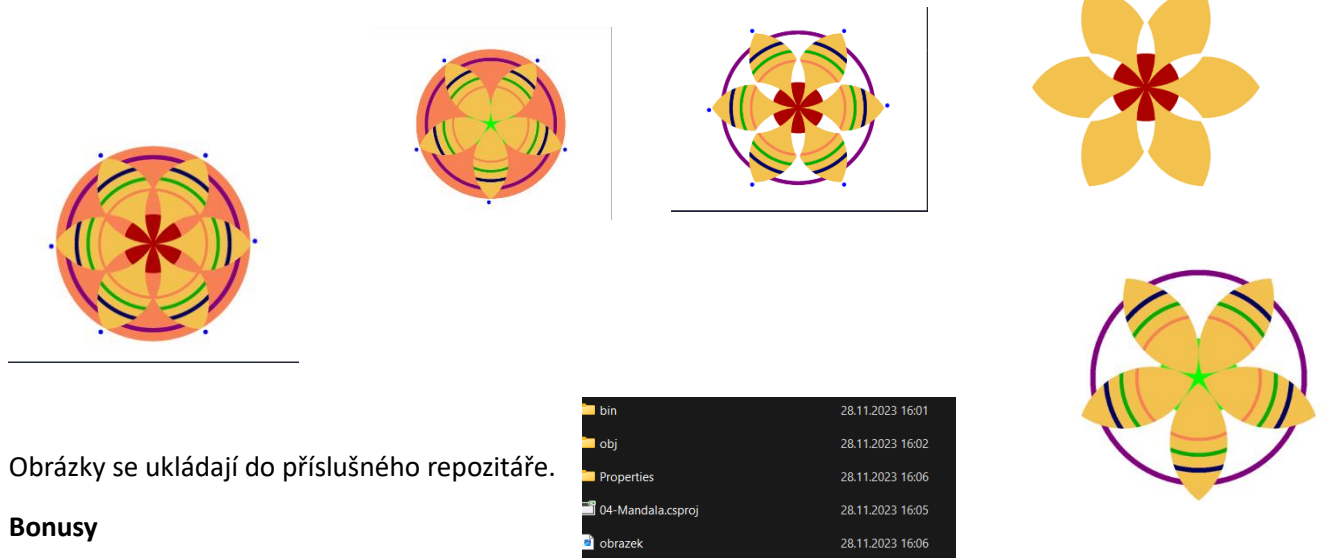 bin 28.11.2023 16:01
obj 28.11.2023 16:02
Obrázky se ukládají do příslušného repozitáře.
Properties 28.11.2023 16:06
04-Mandala.csproj 28.11.2023 16:05
Bonusy
obrazek 28.11.2023 16:06